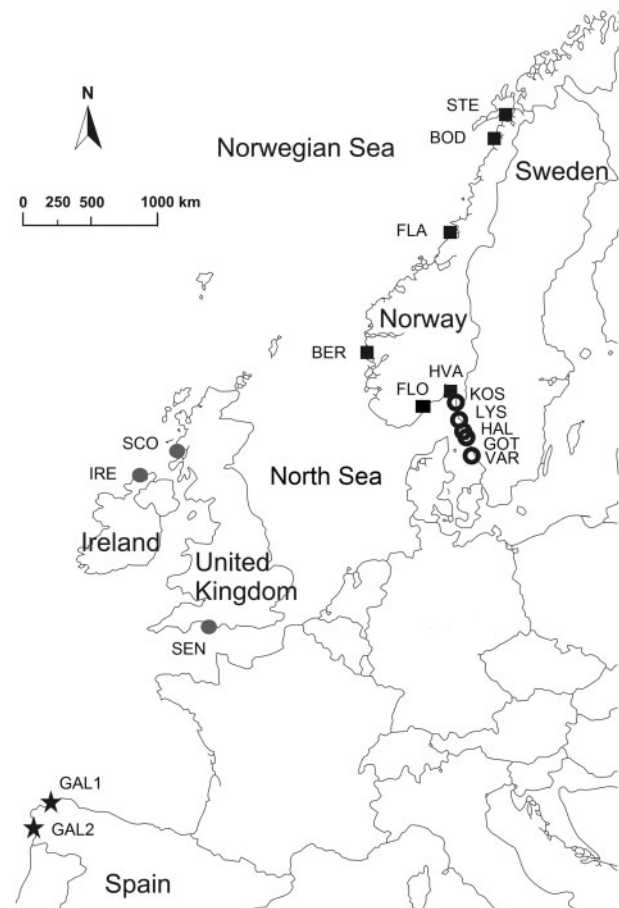 N
0 250 500 1000 km
Norwegian Sea
STE
BOD
Sweden
FLA
Norway
BER
HVA
FLO
KOS
LYS
HAL
GOT
VAR
SCO
IRE
North Sea
Ireland
United
Kingdom
SEN
GAL1
GAL2
Spain